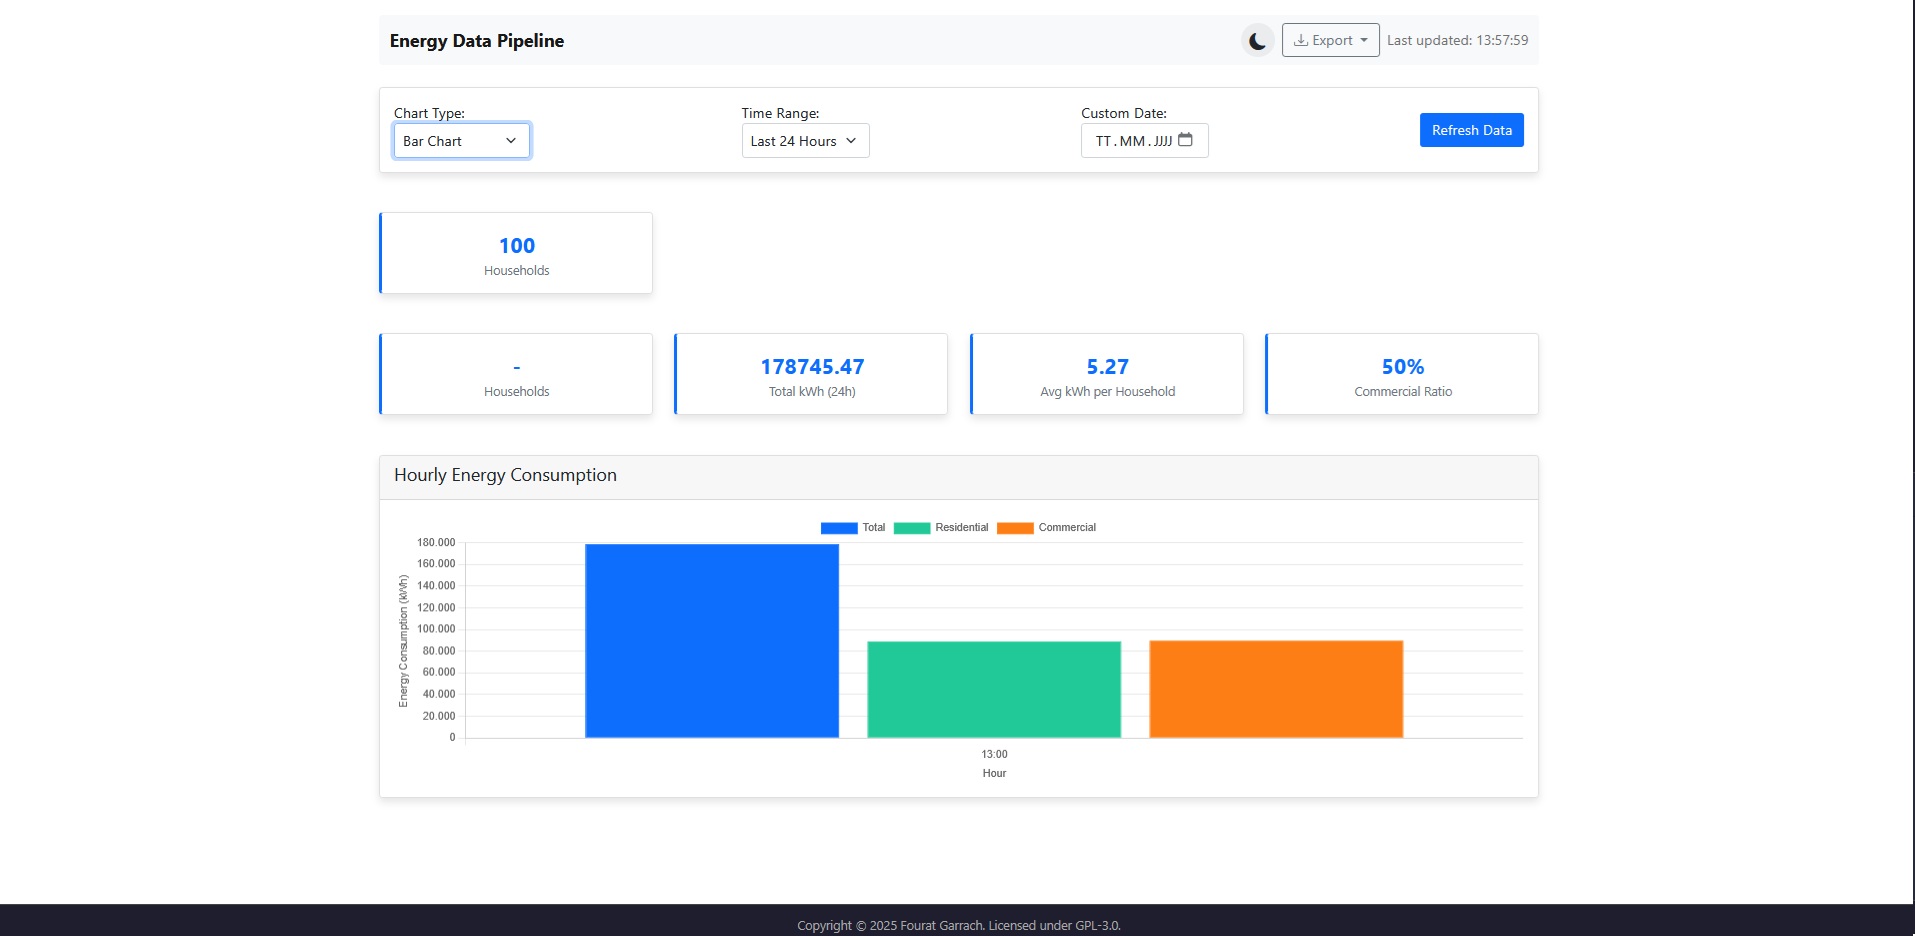 Energy Data Pipeline
Export
Last updated: 13:57:59
Chart Type:
Time Range:
Custom Date:
Bar Chart
Last 24 Hours
TT.MM.JJJJ
Refresh Data
100
Households
-
Households
178745.47
Total kWh (24h)
5.27
Avg kWh per Household
50%
Commercial Ratio
Hourly Energy Consumption
Total
Residential
Commercial
Energy Consumption (kWh)
180.000
160.000
140.000
120.000
100.000
80.000
60.000
40.000
20.000
0
13:00
Hour
Copyright © 2025 Fourat Garrach. Licensed under GPL-3.0.